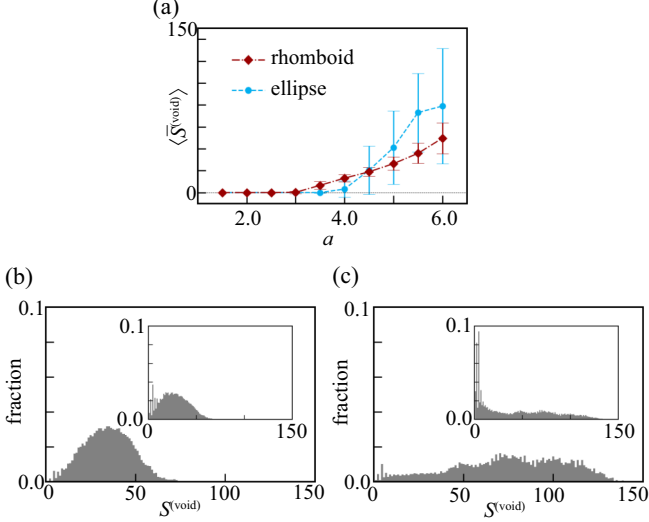 (a)
150
rhomboid
ellipse
⟨S̅^(void)⟩
0
2.0 4.0 6.0
a
(b) (c)
0.1 0.1
0.1 0.1
fraction fraction
0.0 0.0
0 150 0 150
0.0 0.0
50 100 150 50 100 150
S^(void) S^(void)